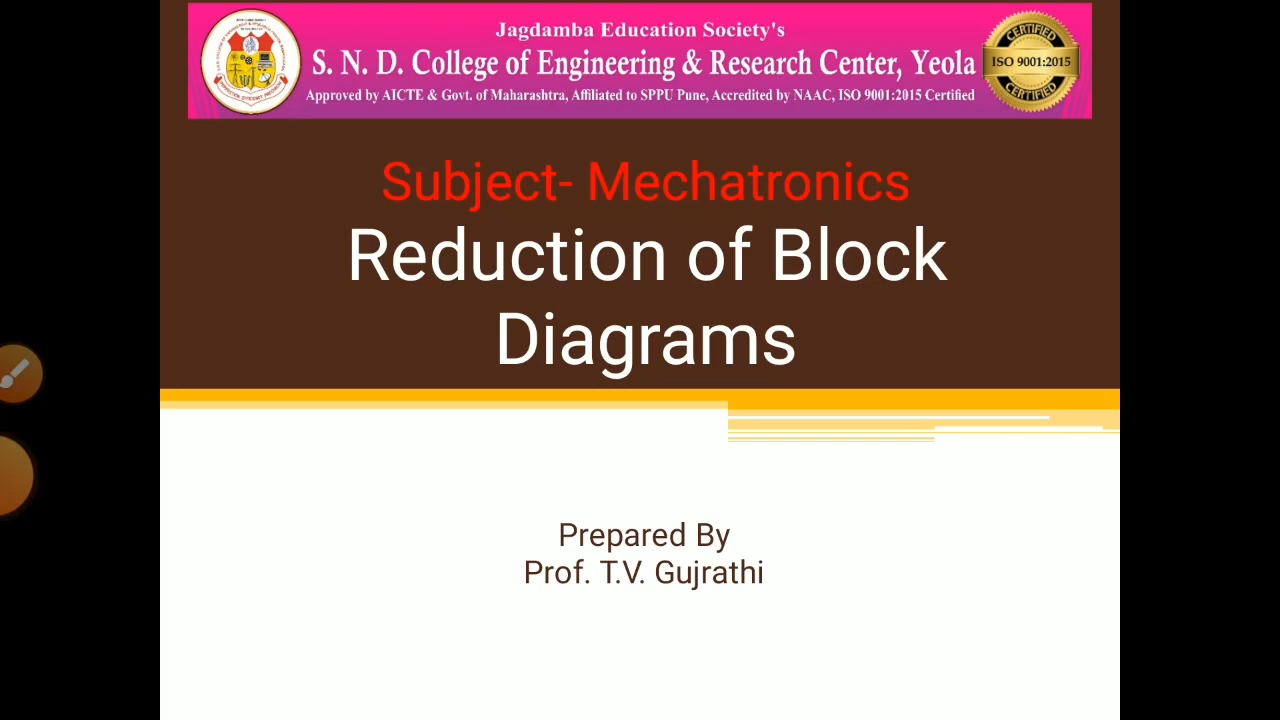 Jagdamba Education Society's
S. N. D. College of Engineering & Research Center, Yeola
Approved by AICTE & Govt. of Maharashtra, Affiliated to SPPU Pune, Accredited by NAAC, ISO 9001:2015 Certified
CERTIFIED
ISO 9001:2015
CERTIFIED
Subject- Mechatronics
Reduction of Block
Diagrams
Prepared By
Prof. T.V. Gujrathi